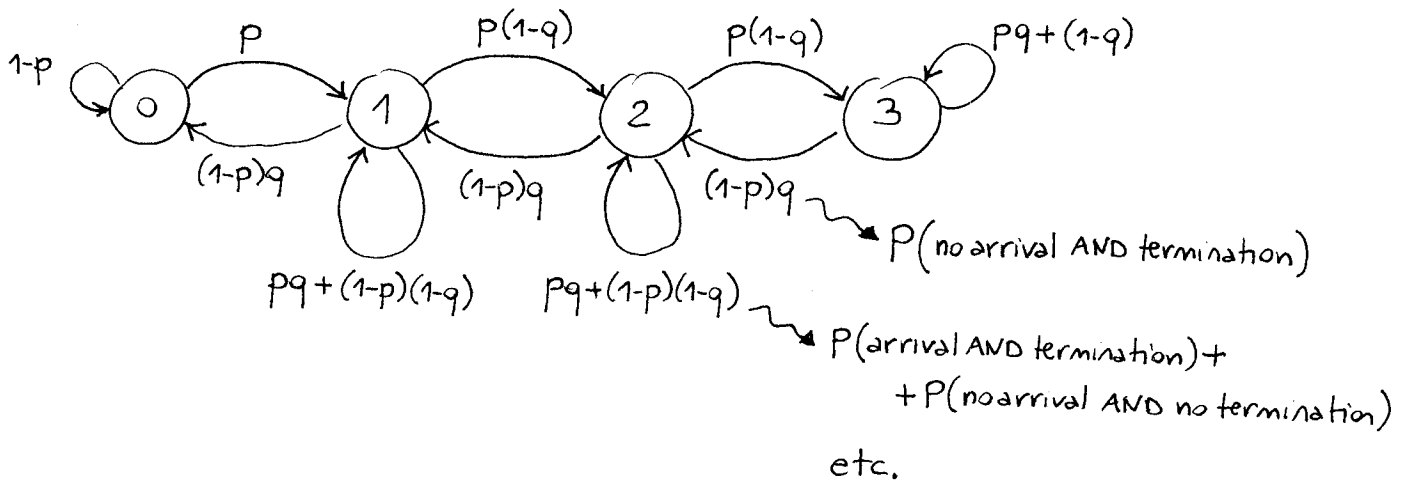 p
p(1-q)
p(1-q)
pq+(1-q)
1-p
0
1
2
3
(1-p)q
(1-p)q
(1-p)q
P(no arrival AND termination)
pq+(1-p)(1-q)
pq+(1-p)(1-q)
P(arrival AND termination)+
+P(no arrival AND no termination)
etc.